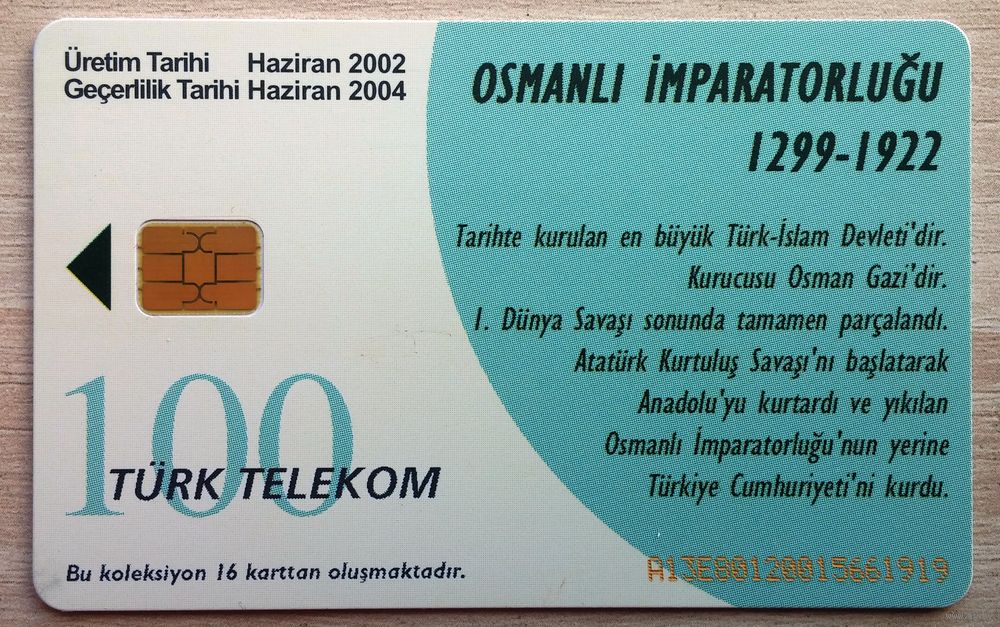 Üretim Tarihi Haziran 2002
Geçerlilik Tarihi Haziran 2004
OSMANLI İMPARATORLUĞU
1299-1922
Tarihte kurulan en büyük Türk-İslam Devleti'dir.
Kurucusu Osman Gazi'dir.
I. Dünya Savaşı sonunda tamamen parçalandı.
Atatürk Kurtuluş Savaşı'nı başlatarak
Anadolu'yu kurtardı ve yıkılan
Osmanlı İmparatorluğu'nun yerine
Türkiye Cumhuriyeti'ni kurdu.
100
TÜRK TELEKOM
Bu koleksiyon 16 karttan oluşmaktadır.
A13E80120015661919